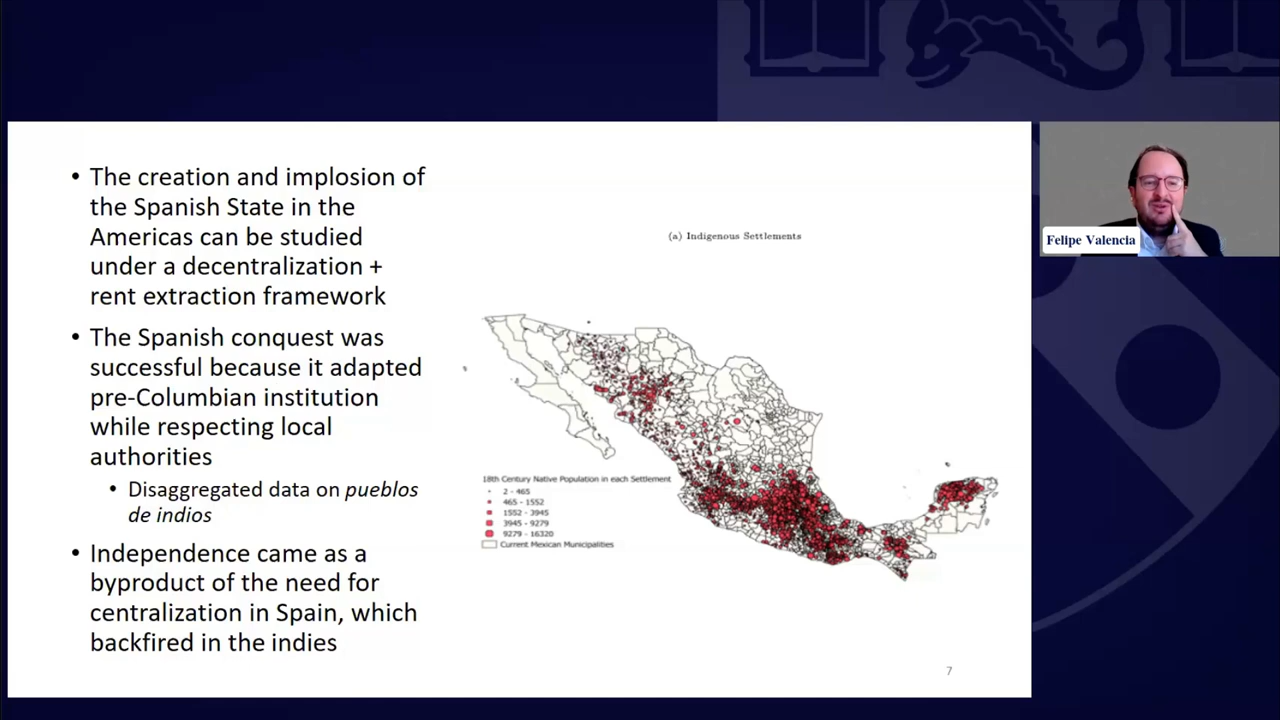 • The creation and implosion of
the Spanish State in the
Americas can be studied
under a decentralization +
rent extraction framework
• The Spanish conquest was
successful because it adapted
pre-Columbian institution
while respecting local
authorities
• Disaggregated data on pueblos
de indios
• Independence came as a
byproduct of the need for
centralization in Spain, which
backfired in the indies
(a) Indigenous Settlements
18th Century Native Population in each Settlement
2 - 465
465 - 1552
1552 - 3945
3945 - 9279
9279 - 16320
Current Mexican Municipalities
7
Felipe Valencia